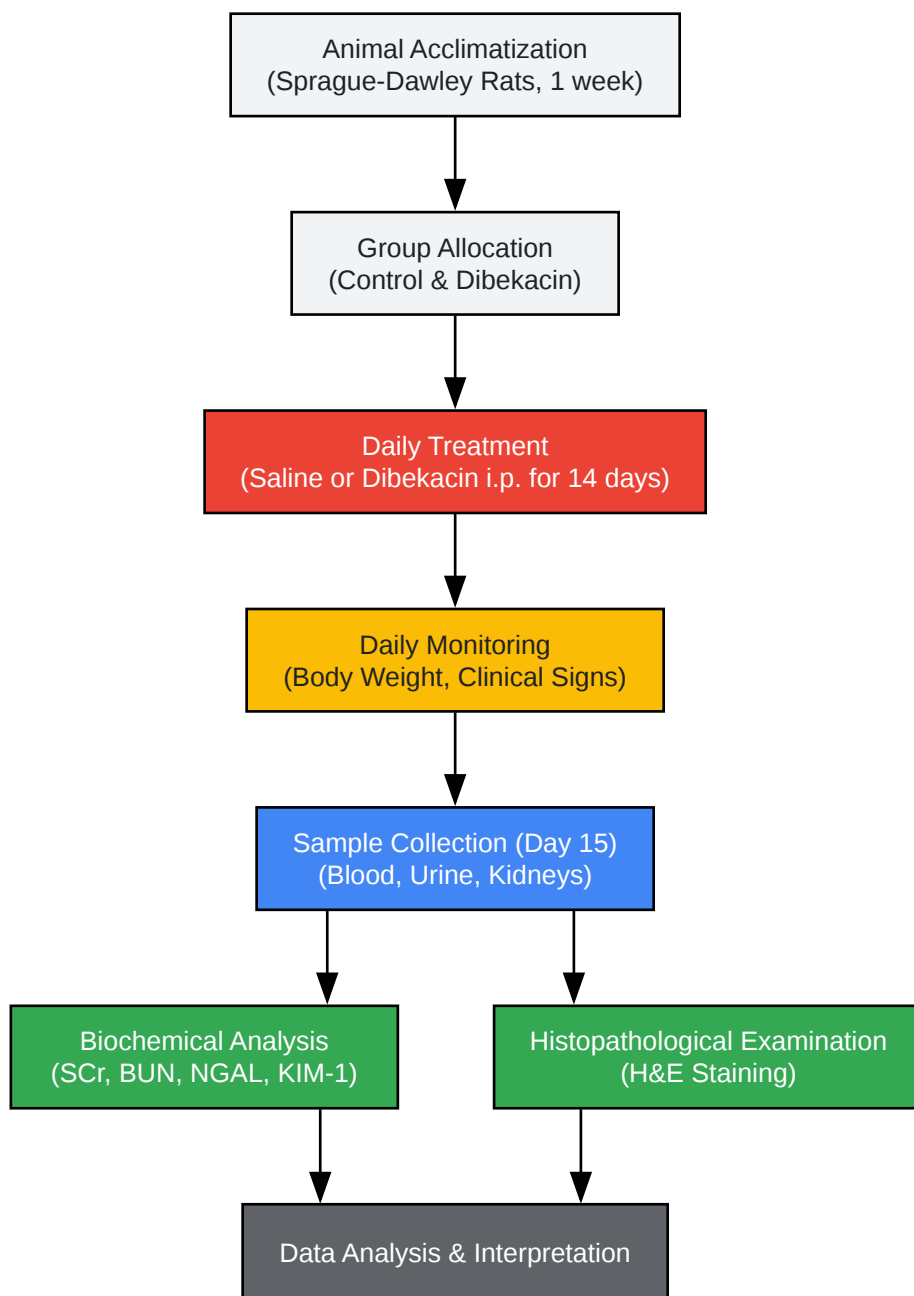 Animal Acclimatization
(Sprague-Dawley Rats, 1 week)
Group Allocation
(Control & Dibekacin)
Daily Treatment
(Saline or Dibekacin i.p. for 14 days)
Daily Monitoring
(Body Weight, Clinical Signs)
Sample Collection (Day 15)
(Blood, Urine, Kidneys)
Biochemical Analysis
(SCr, BUN, NGAL, KIM-1)
Histopathological Examination
(H&E Staining)
Data Analysis & Interpretation